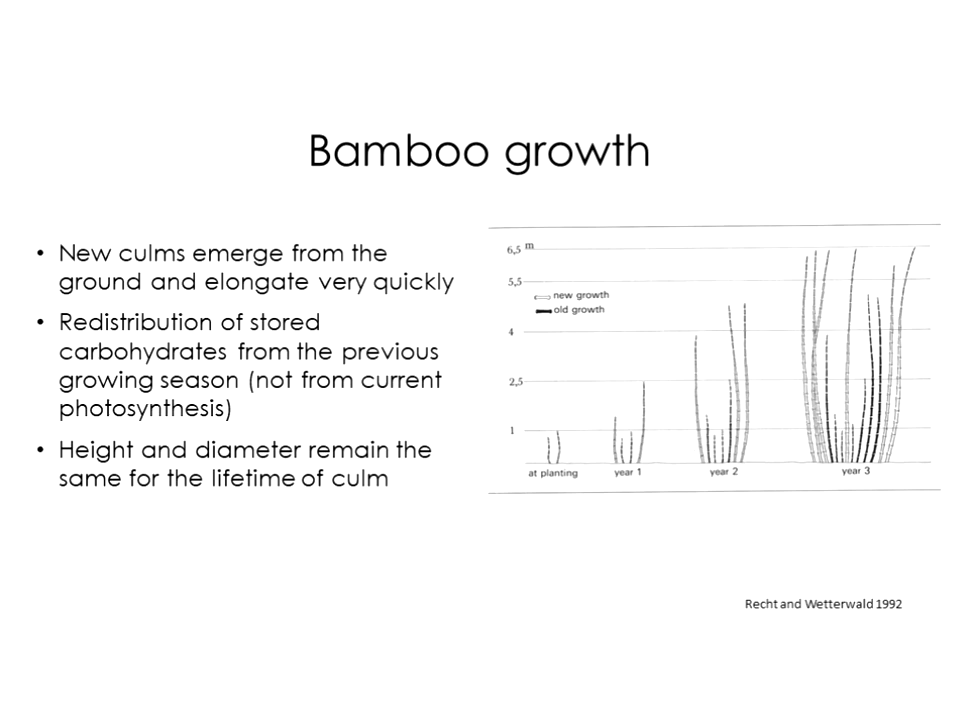 Bamboo growth
• New culms emerge from the
ground and elongate very quickly
• Redistribution of stored
carbohydrates from the previous
growing season (not from current
photosynthesis)
• Height and diameter remain the
same for the lifetime of culm
6,5 m
5,5
new growth
old growth
4
2,5
1
at planting year 1 year 2 year 3
Recht and Wetterwald 1992